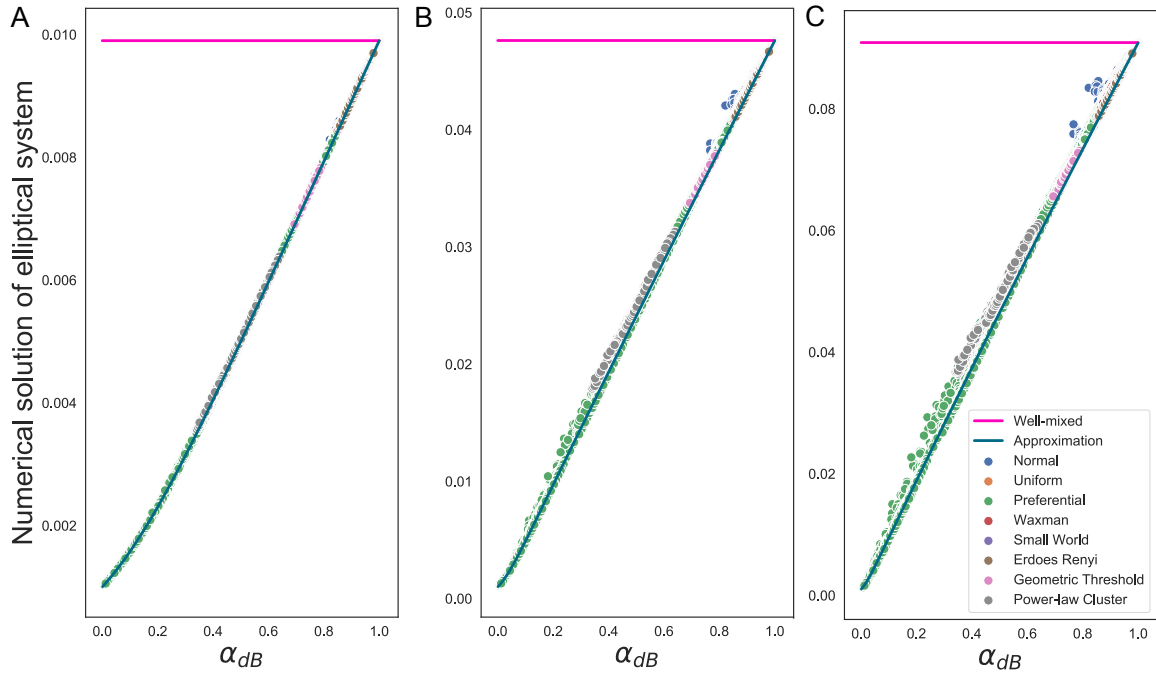 A
B
C
Numerical solution of elliptical system
0.010
0.008
0.006
0.004
0.002
0.0 0.2 0.4 0.6 0.8 1.0
α_dB
0.05
0.04
0.03
0.02
0.01
0.00
0.0 0.2 0.4 0.6 0.8 1.0
α_dB
0.08
0.06
0.04
0.02
0.00
0.0 0.2 0.4 0.6 0.8 1.0
α_dB
Well-mixed
Approximation
Normal
Uniform
Preferential
Waxman
Small World
Erdoes Renyi
Geometric Threshold
Power-law Cluster